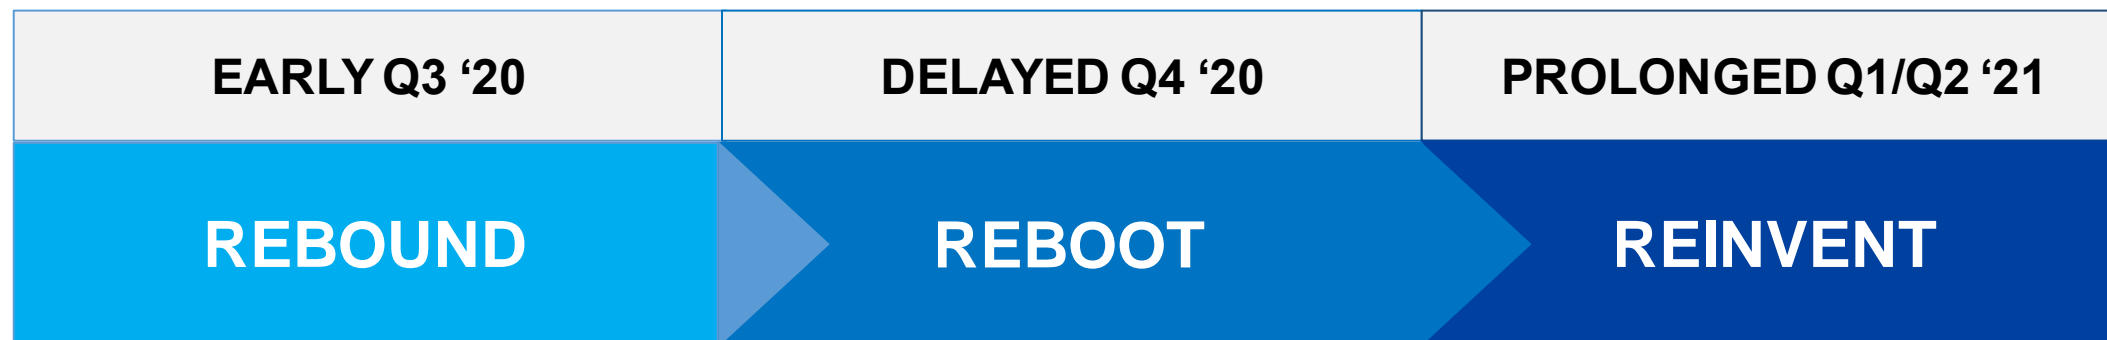 EARLY Q3 ‘20
DELAYED Q4 ‘20
PROLONGED Q1/Q2 ‘21
REBOUND
REBOOT
REINVENT